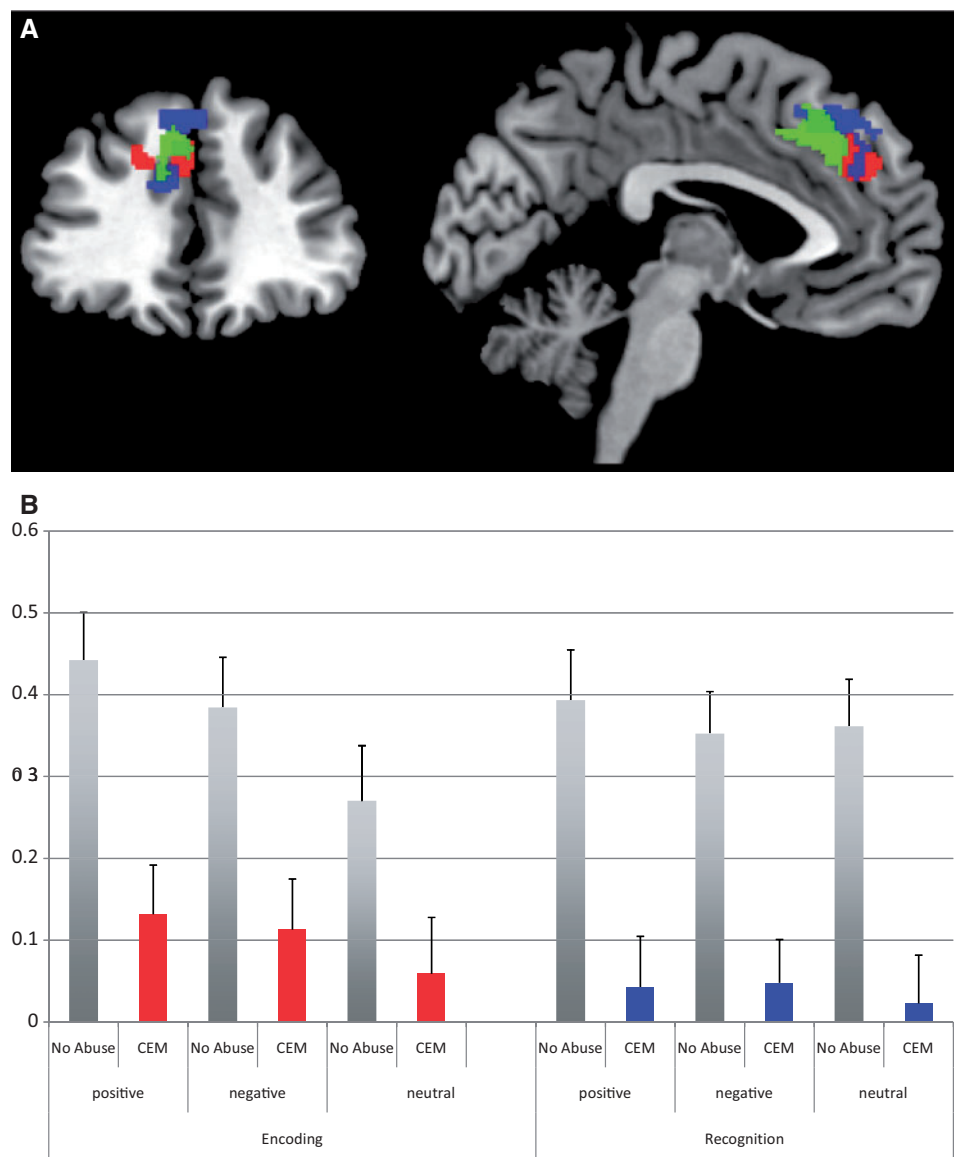 A
B
0.6
0.5
0.4
0.3
0.2
0.1
0
No Abuse CEM No Abuse CEM No Abuse CEM No Abuse CEM No Abuse CEM No Abuse CEM
positive negative neutral positive negative neutral
Encoding Recognition